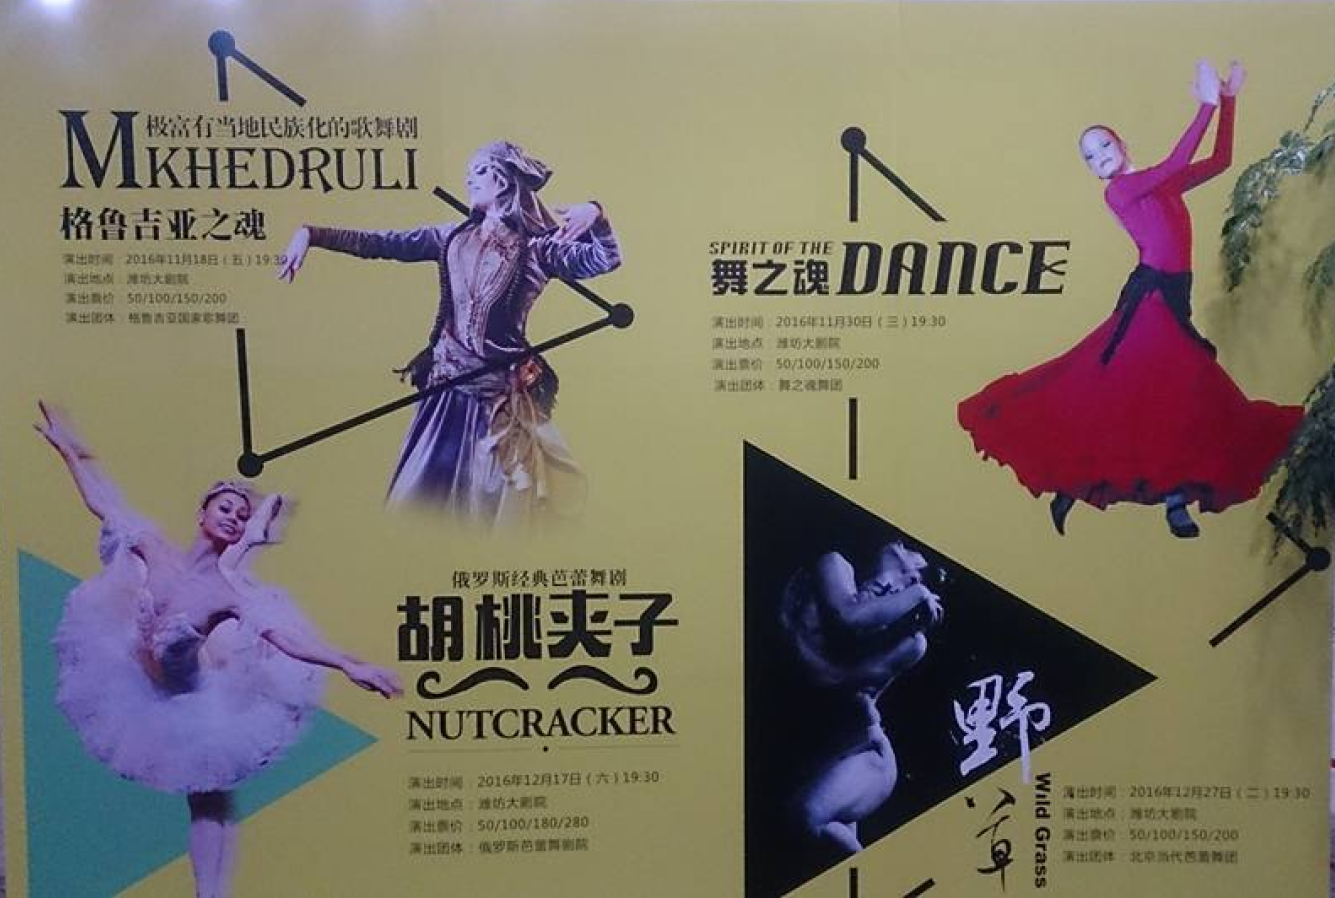 极富有当地民族化的歌舞剧
MKHEDRULI
格鲁吉亚之魂
演出时间：2016年11月18日（五）19:30
演出地点：潍坊大剧院
演出票价 50/100/150/200
演出团体：格鲁吉亚国家歌舞团
SPIRIT OF THE
舞之魂 DANCE
演出时间：2016年11月30日（三）19:30
演出地点：潍坊大剧院
演出票价：50/100/150/200
演出团体：舞之魂舞团
俄罗斯经典芭蕾舞剧
胡桃夹子
NUTCRACKER
演出时间：2016年12月17日（六）19:30
演出地点：潍坊大剧院
演出票价：50/100/180/280
演出团体：俄罗斯芭蕾舞剧院
野草
Wild Grass
演出时间：2016年12月27日（二）19:30
演出地点：潍坊大剧院
演出票价：50/100/150/200
演出团体：北京当代芭蕾舞团